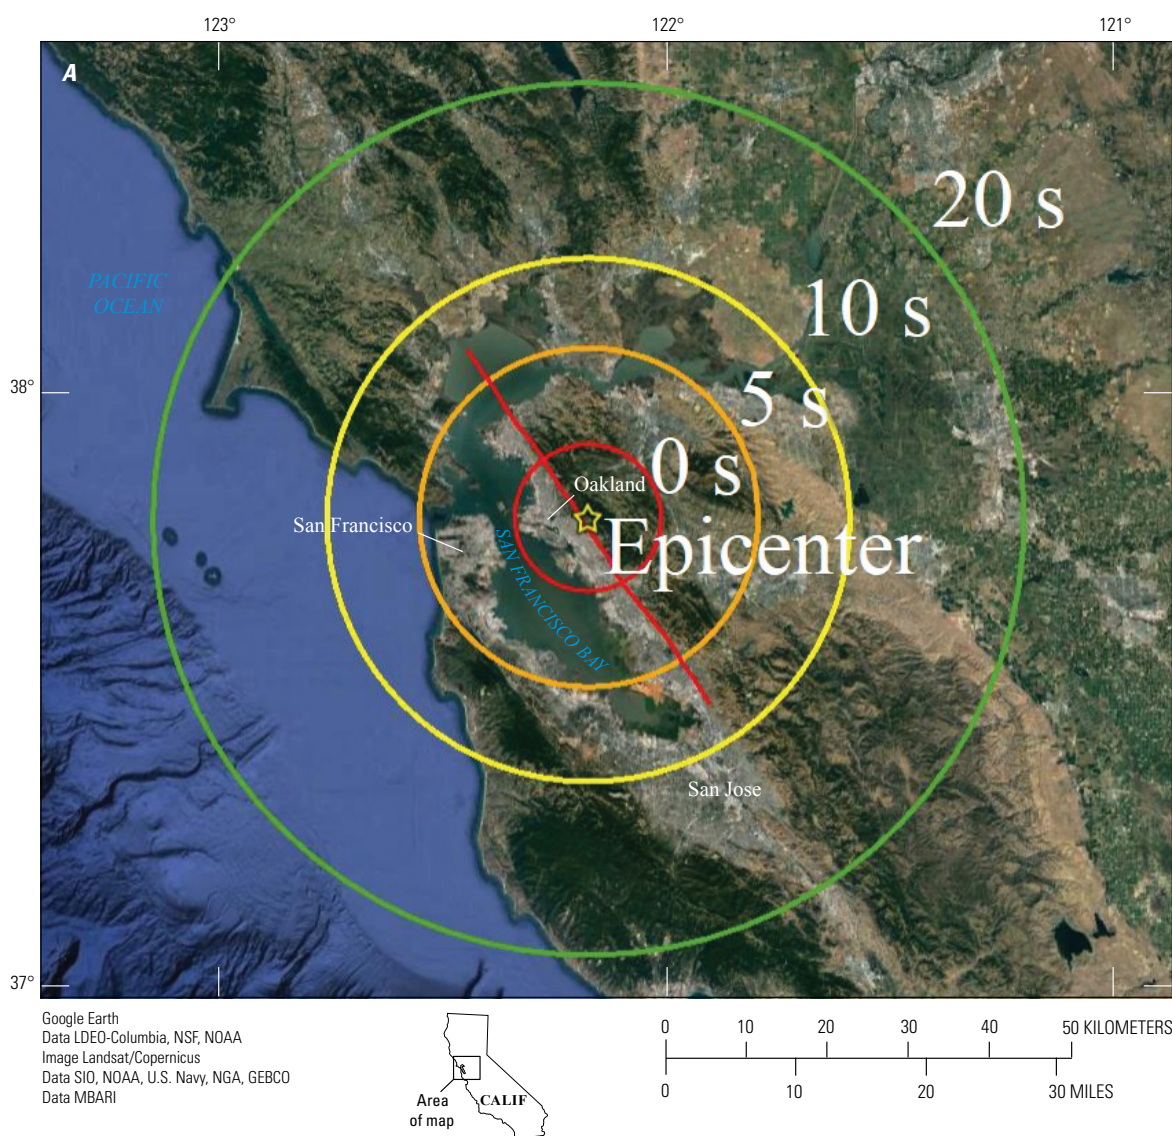 123°
122°
121°
A
20 s
PACIFIC
OCEAN
10 s
38°
5 s
0 s
Oakland
San Francisco
Epicenter
SAN FRANCISCO BAY
San Jose
37°
Google Earth
Data LDEO-Columbia, NSF, NOAA
Image Landsat/Copernicus
Data SIO, NOAA, U.S. Navy, NGA, GEBCO
Data MBARI
Area
of map
CALIF
0 10 20 30 40 50 KILOMETERS
0 10 20 30 MILES